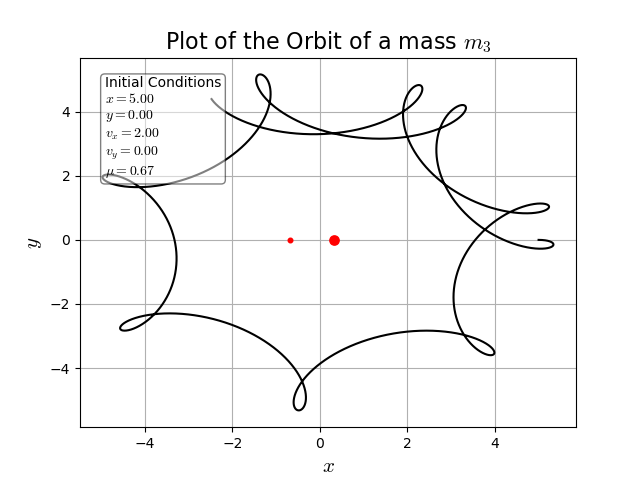 Plot of the Orbit of a mass m₃
Initial Conditions
x = 5.00
y = 0.00
vₓ = 2.00
v_y = 0.00
μ = 0.67
4
2
0
−2
−4
y
−4 −2 0 2 4
x